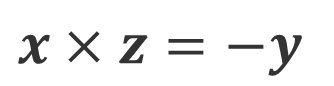 x × z = −y